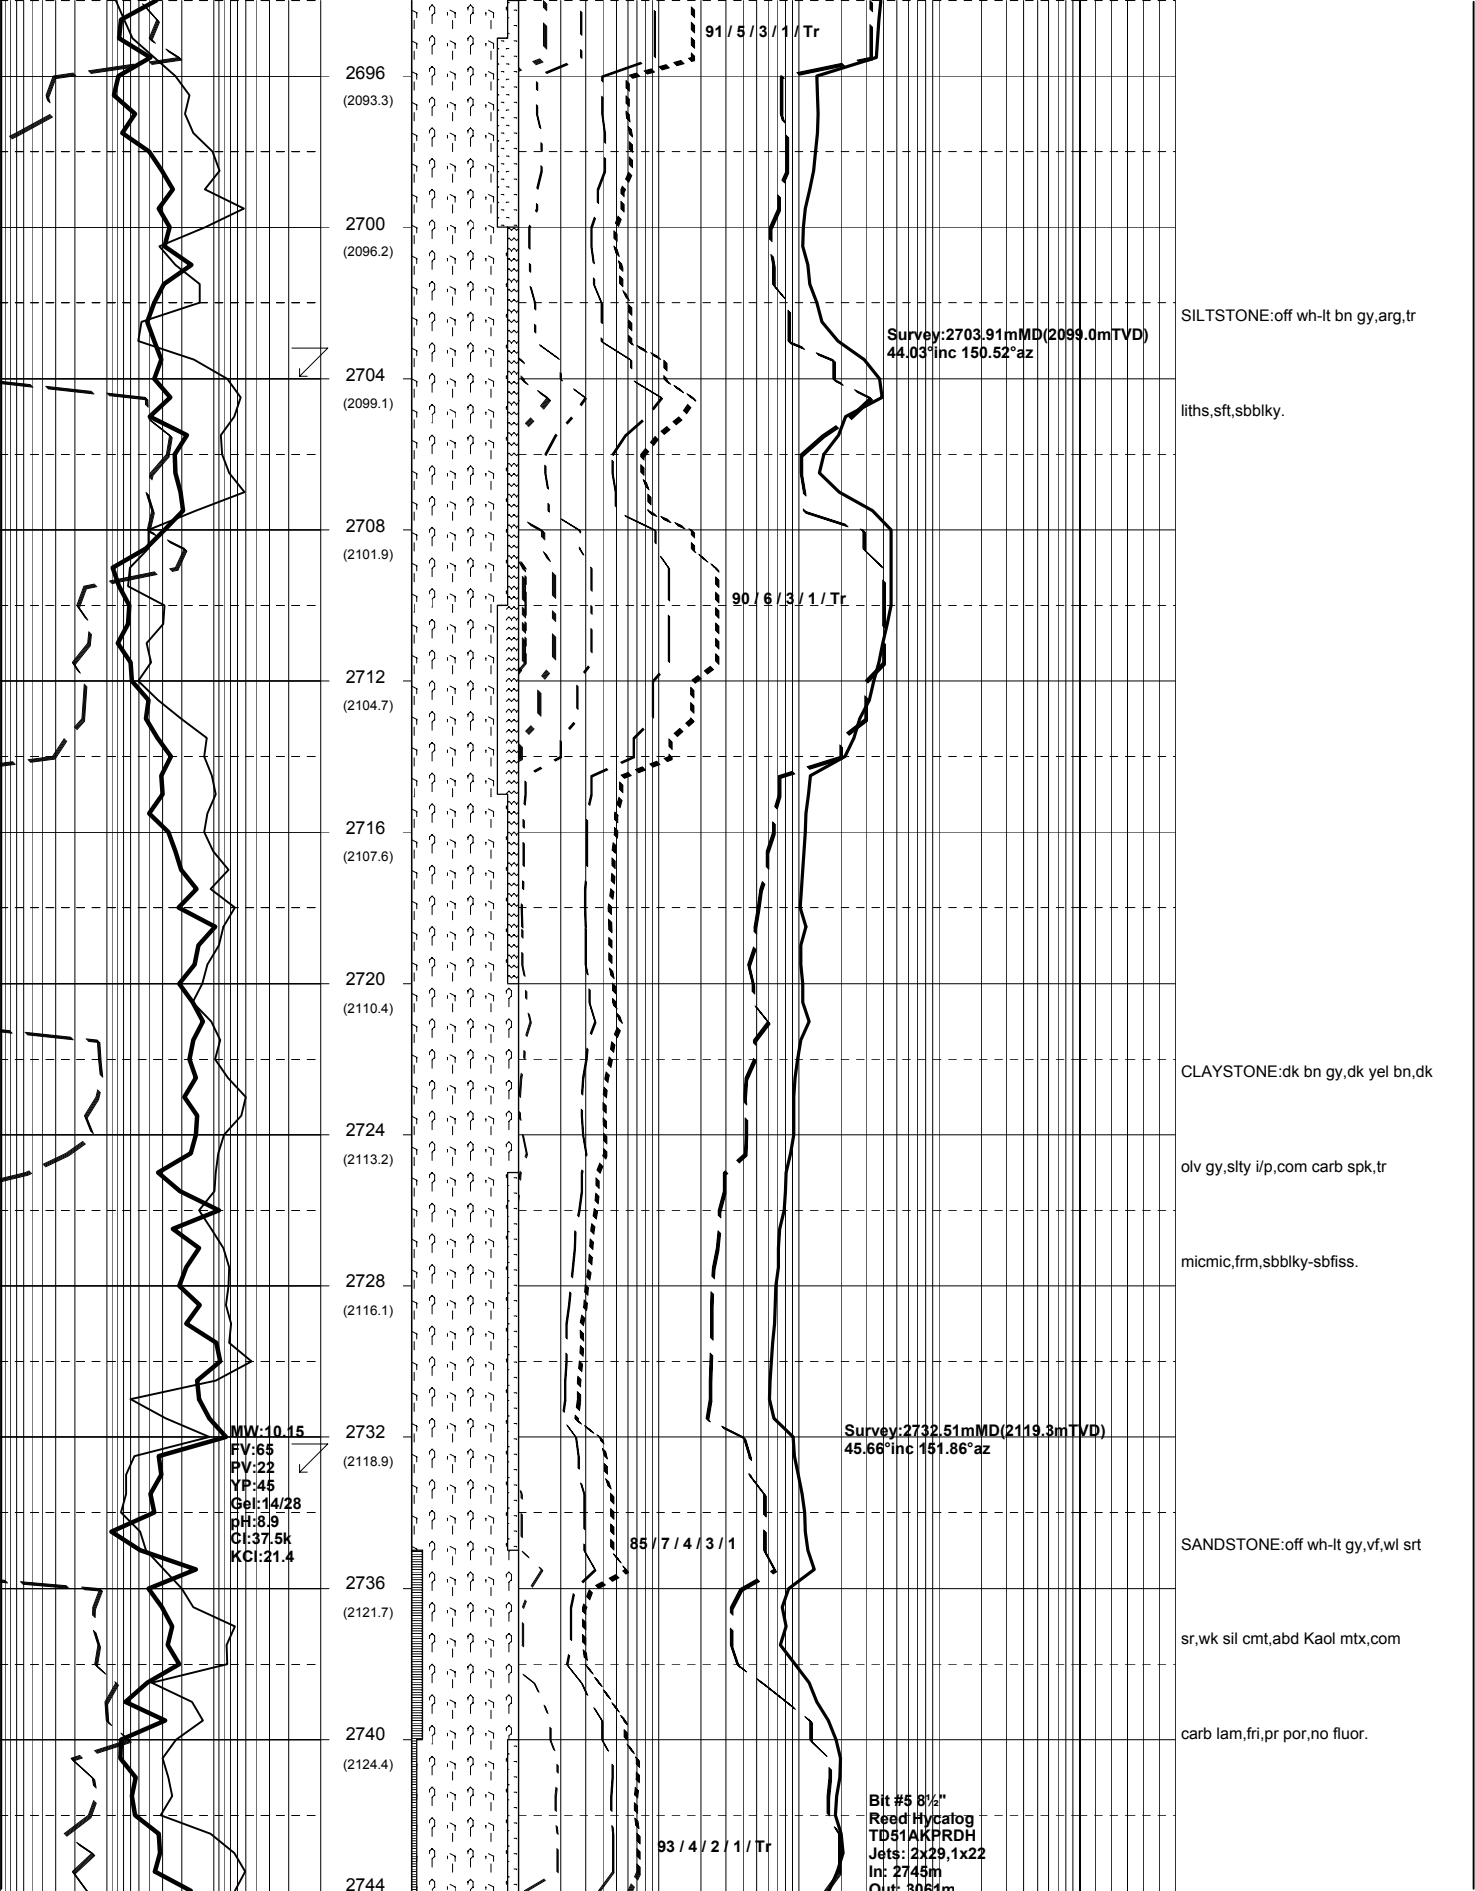 91 / 5 / 3 / 1 / Tr
2696
(2093.3)
2700
(2096.2)
SILTSTONE:off wh-lt bn gy,arg,tr
Survey:2703.91mMD(2099.0mTVD)
44.03°inc 150.52°az
2704
(2099.1)
liths,sft,sbblky.
2708
(2101.9)
90 / 6 / 3 / 1 / Tr
2712
(2104.7)
2716
(2107.6)
2720
(2110.4)
CLAYSTONE:dk bn gy,dk yel bn,dk
2724
(2113.2)
olv gy,slty i/p,com carb spk,tr
micmic,frm,sbblky-sbfiss.
2728
(2116.1)
MW:10.15
FV:65
PV:22
YP:45
Gel:14/28
pH:8.9
Cl:37.5k
KCl:21.4
2732
(2118.9)
Survey:2732.51mMD(2119.3mTVD)
45.66°inc 151.86°az
85 / 7 / 4 / 3 / 1
SANDSTONE:off wh-lt gy,vf,wl srt
2736
(2121.7)
sr,wk sil cmt,abd Kaol mtx,com
2740
(2124.4)
carb lam,fri,pr por,no fluor.
Bit #5 8½"
Reed Hycalog
TD51AKPRDH
Jets: 2x29,1x22
In: 2745m
Out: 3061m
93 / 4 / 2 / 1 / Tr
2744